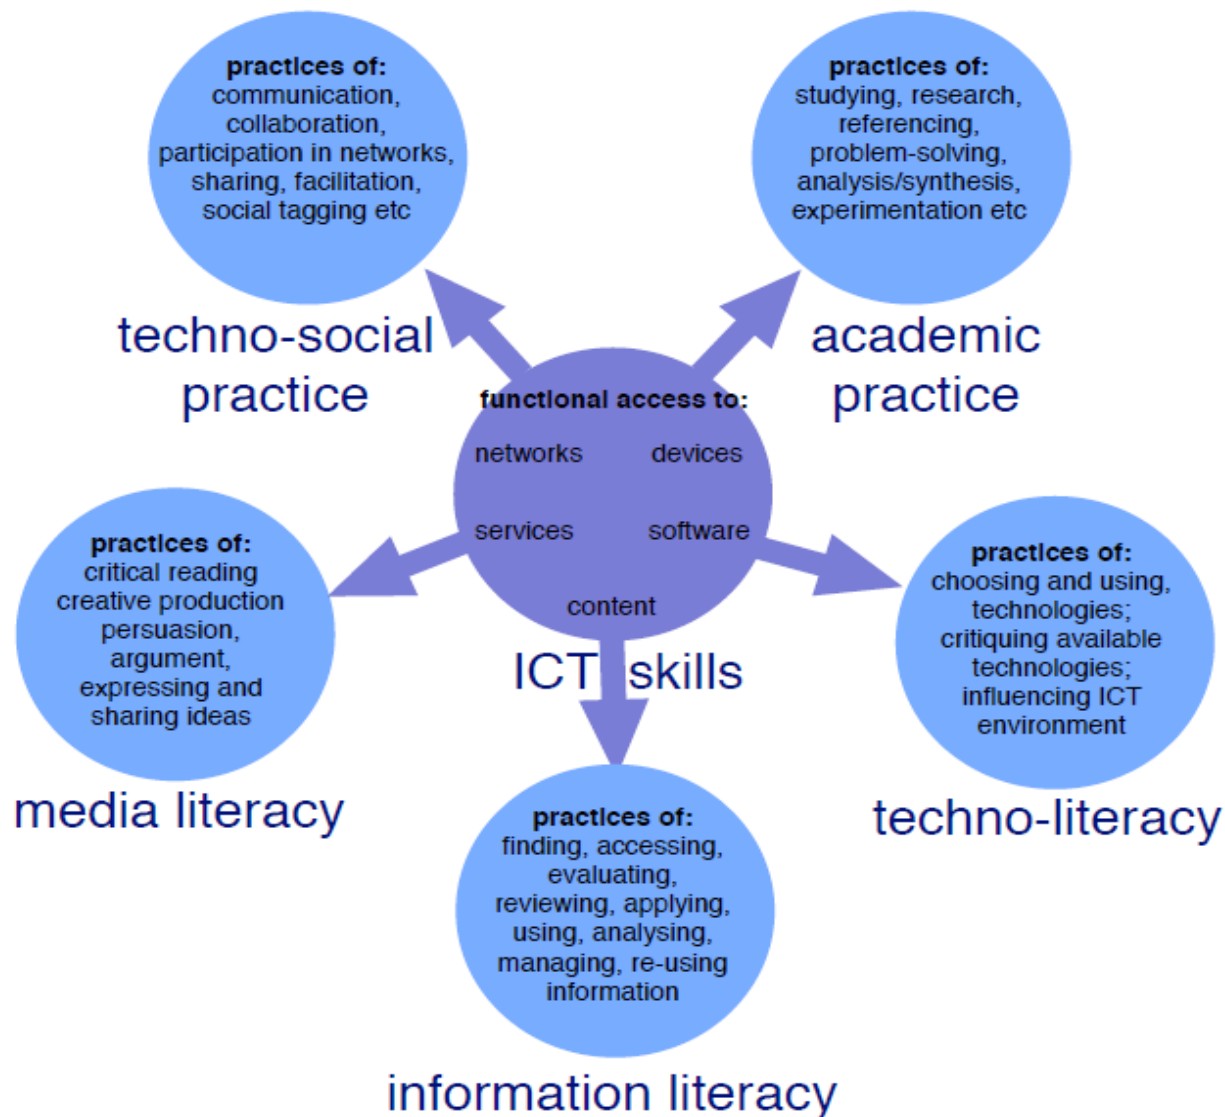 practices of:
communication,
collaboration,
participation in networks,
sharing, facilitation,
social tagging etc
techno-social
practice
practices of:
studying, research,
referencing,
problem-solving,
analysis/synthesis,
experimentation etc
academic
practice
functional access to:
networks devices
services software
content
ICT skills
practices of:
critical reading
creative production
persuasion,
argument,
expressing and
sharing ideas
media literacy
practices of:
choosing and using,
technologies;
critiquing available
technologies;
influencing ICT
environment
techno-literacy
practices of:
finding, accessing,
evaluating,
reviewing, applying,
using, analysing,
managing, re-using
information
information literacy